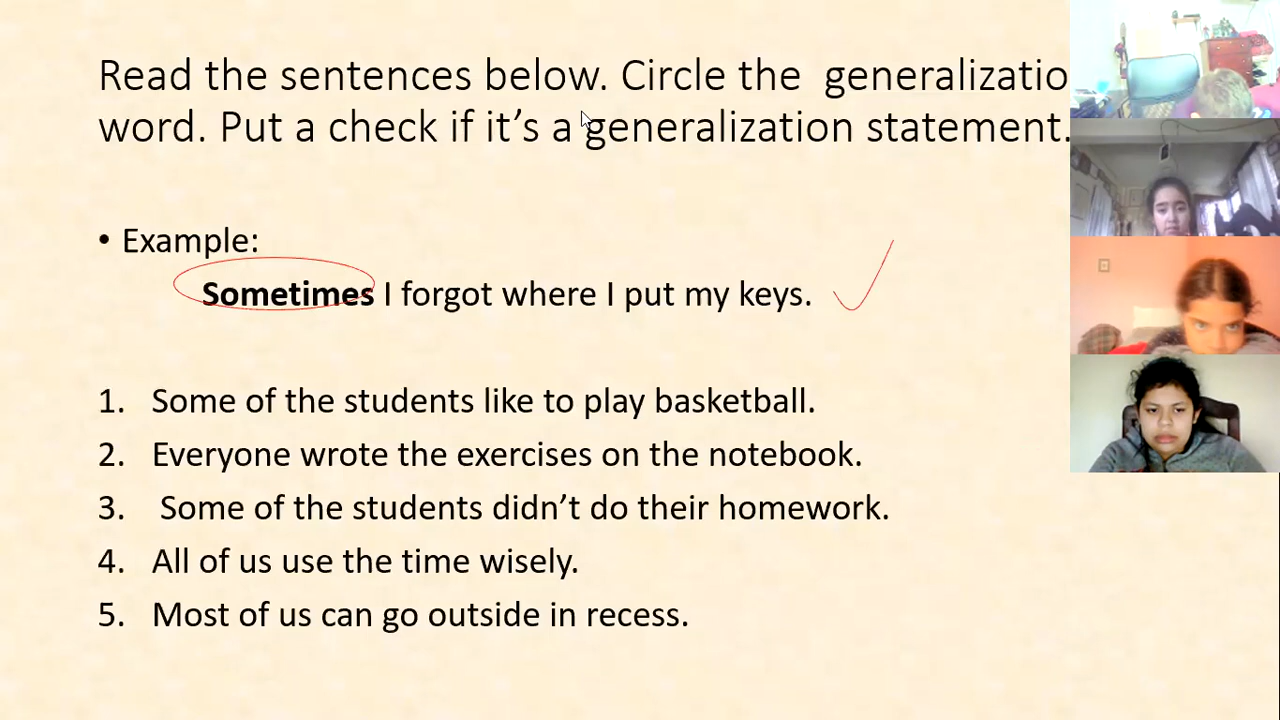 Read the sentences below. Circle the generalizatio
word. Put a check if it’s a generalization statement.
• Example:
Sometimes I forgot where I put my keys.
1. Some of the students like to play basketball.
2. Everyone wrote the exercises on the notebook.
3. Some of the students didn’t do their homework.
4. All of us use the time wisely.
5. Most of us can go outside in recess.